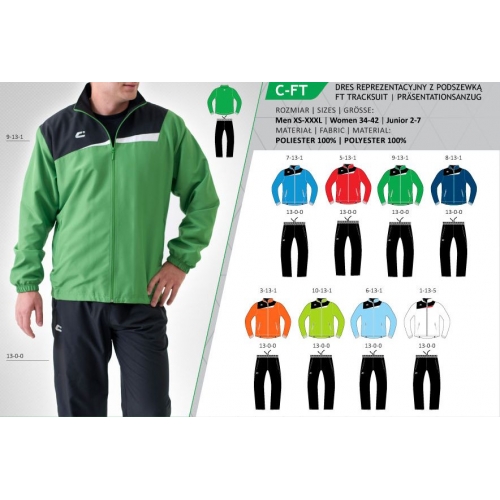 C-FT
DRES REPREZENTACYJNY Z PODSZEWKĄ
FT TRACKSUIT | PRÄSENTATIONSANZUG
ROZMIAR | SIZES | GRÖSSE:
Men XS-XXXL | Women 34-42 | Junior 2-7
MATERIAŁ | FABRIC | MATERIAL:
POLIESTER 100% | POLYESTER 100%
9-13-1
13-0-0
7-13-1 5-13-1 9-13-1 8-13-1
13-0-0 13-0-0 13-0-0 13-0-0
3-13-1 10-13-1 6-13-1 1-13-5
13-0-0 13-0-0 13-0-0 13-0-0